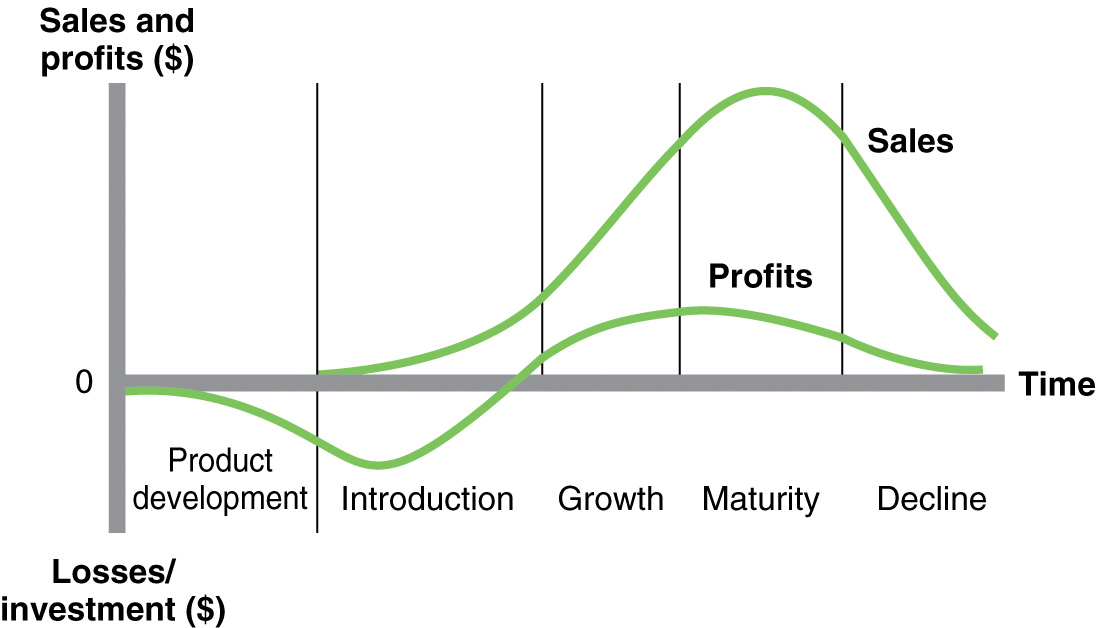 Sales and
profits ($)
Sales
Profits
0
Time
Product
development
Introduction
Growth
Maturity
Decline
Losses/
investment ($)